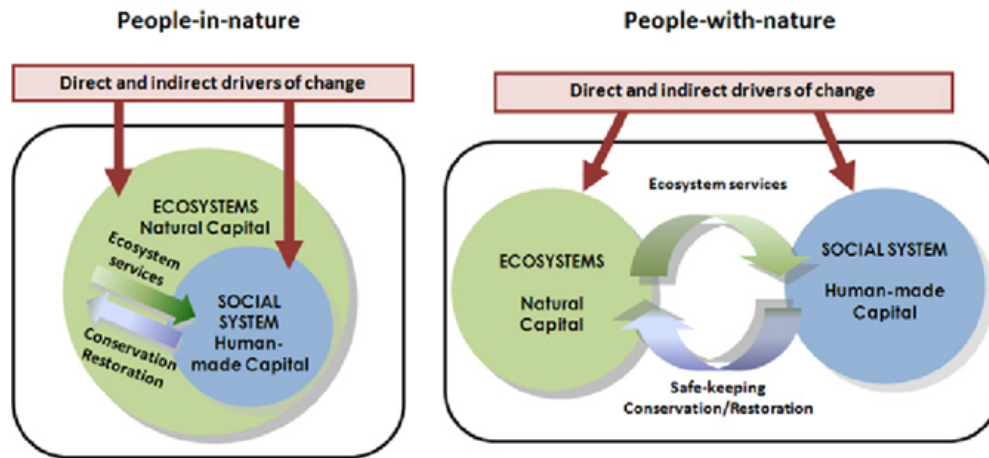 People-in-nature
Direct and indirect drivers of change
ECOSYSTEMS
Natural Capital
Ecosystem
services
SOCIAL
SYSTEM
Human-
made Capital
Conservation
Restoration
People-with-nature
Direct and indirect drivers of change
Ecosystem services
ECOSYSTEMS
Natural
Capital
SOCIAL SYSTEM
Human-made
Capital
Safe-keeping
Conservation/Restoration